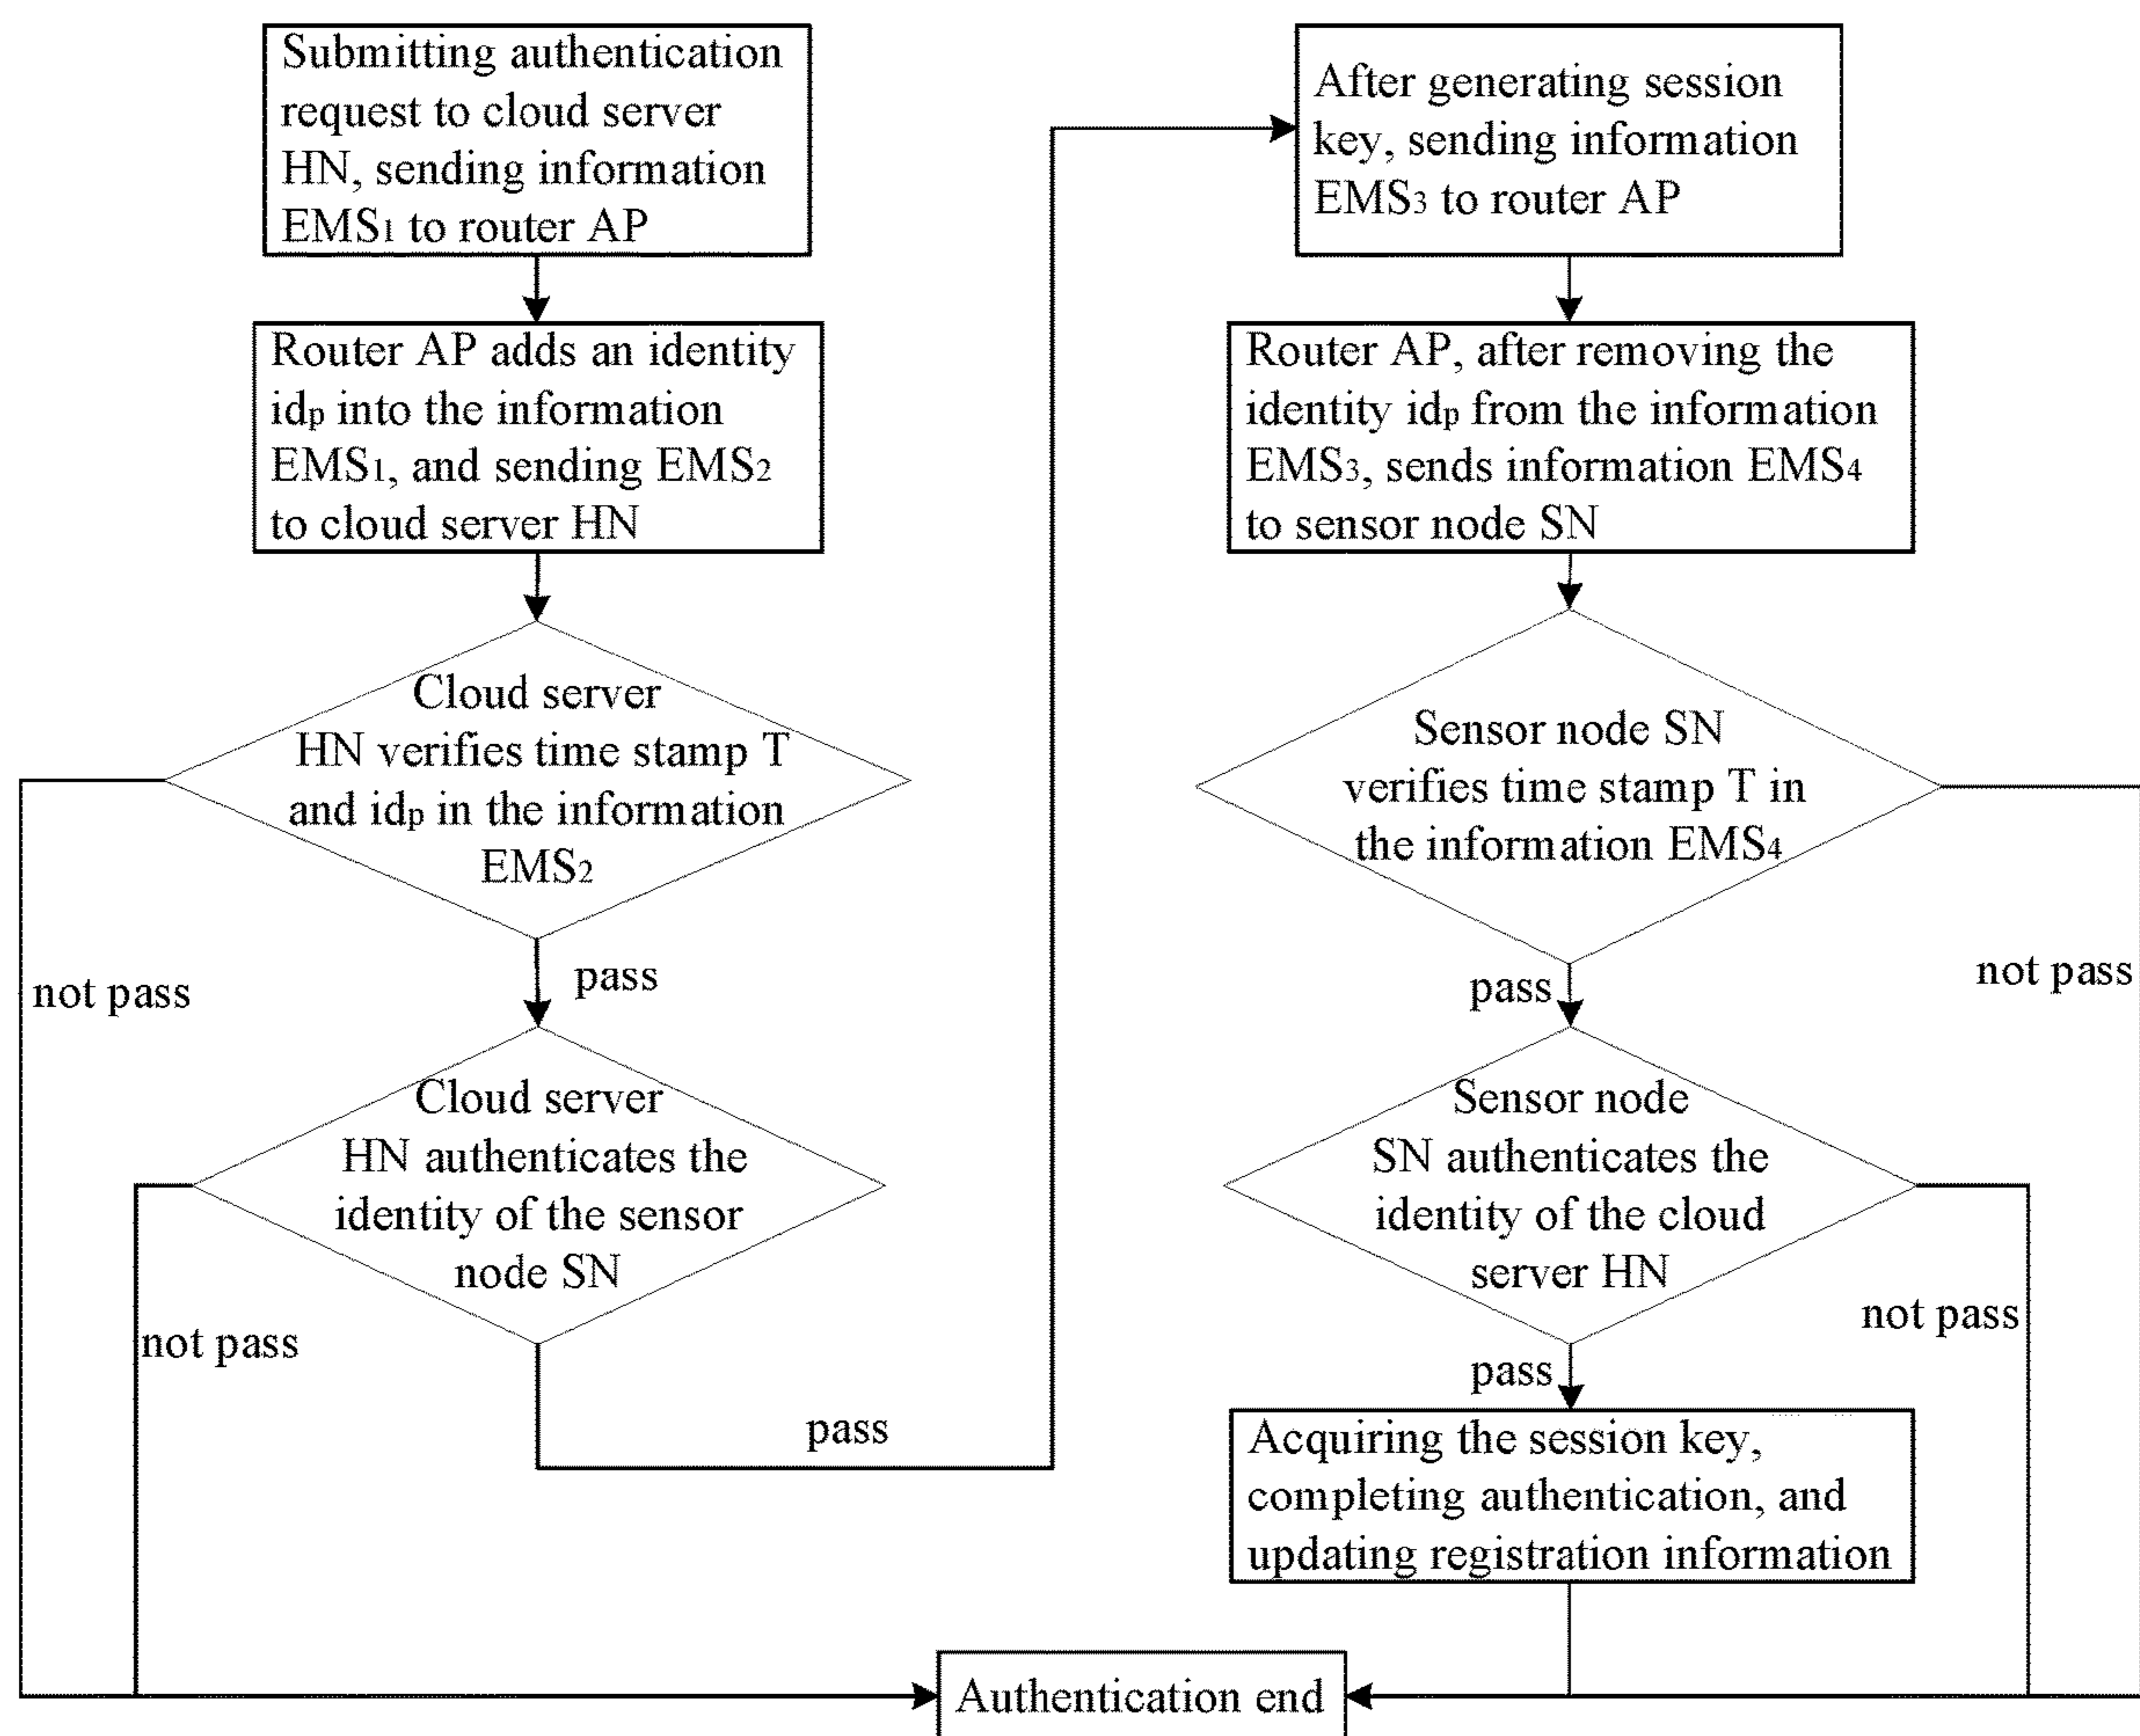 Submitting authentication
request to cloud server
HN, sending information
EMS₁ to router AP
Router AP adds an identity
idₚ into the information
EMS₁, and sending EMS₂
to cloud server HN
Cloud server
HN verifies time stamp T
and idₚ in the information
EMS₂
not pass
pass
Cloud server
HN authenticates the
identity of the sensor
node SN
not pass
pass
After generating session
key, sending information
EMS₃ to router AP
Router AP, after removing the
identity idₚ from the information
EMS₃, sends information EMS₄
to sensor node SN
Sensor node SN
verifies time stamp T in
the information EMS₄
pass
not pass
Sensor node
SN authenticates the
identity of the cloud
server HN
not pass
pass
Acquiring the session key,
completing authentication, and
updating registration information
Authentication end